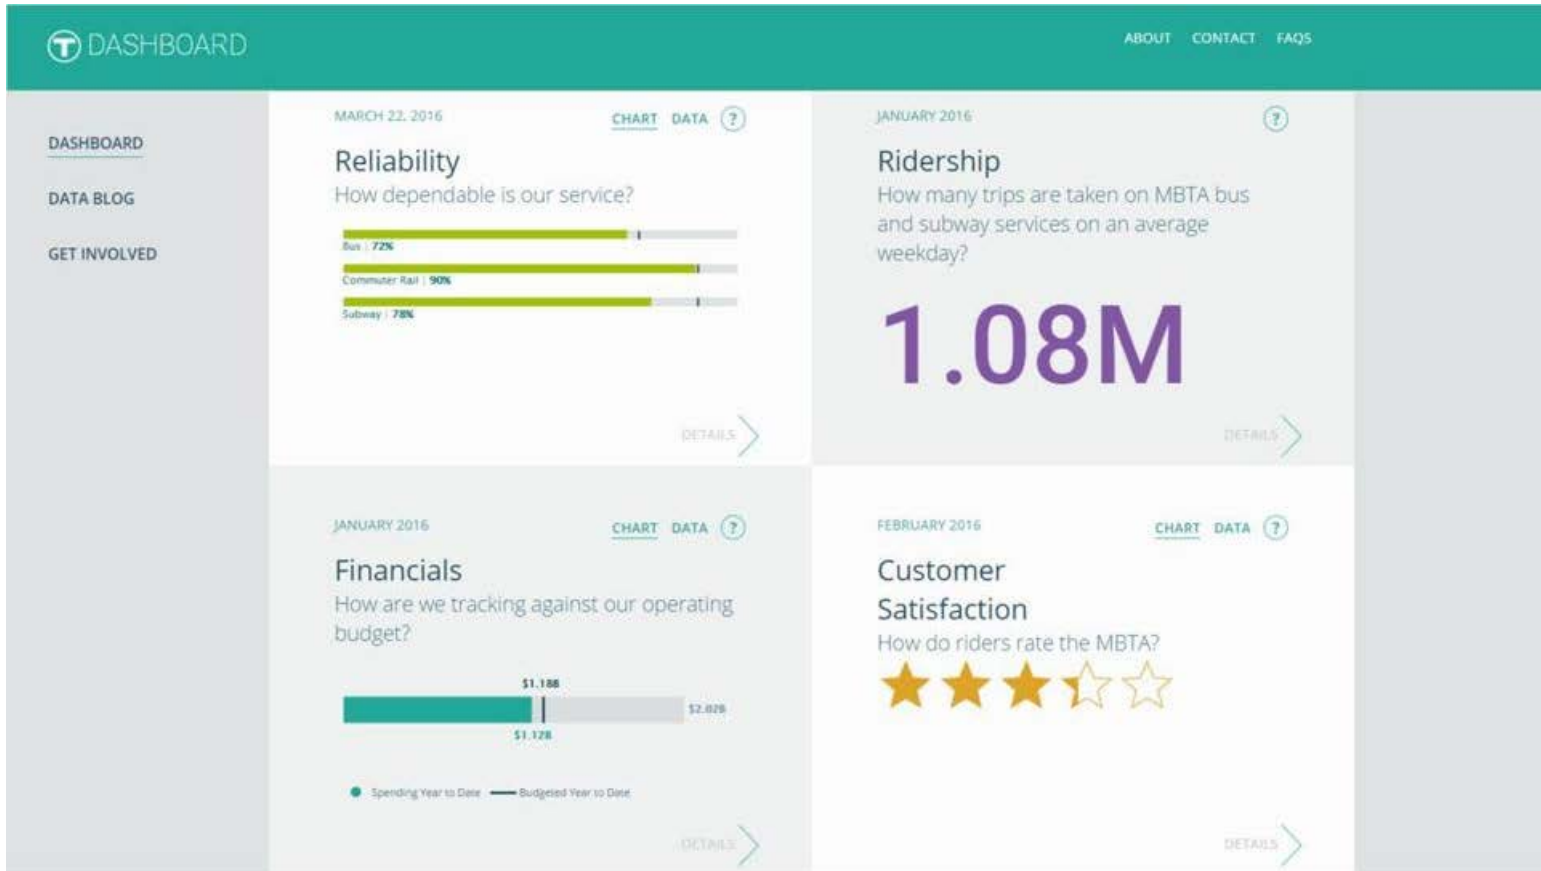 T DASHBOARD
ABOUT CONTACT FAQS
DASHBOARD
DATA BLOG
GET INVOLVED
MARCH 22, 2016
CHART DATA ?
Reliability
How dependable is our service?
Bus | 72%
Commuter Rail | 90%
Subway | 78%
DETAILS
JANUARY 2016
?
Ridership
How many trips are taken on MBTA bus
and subway services on an average
weekday?
1.08M
DETAILS
JANUARY 2016
CHART DATA ?
Financials
How are we tracking against our operating
budget?
$1.18B
$2.02B
$1.12B
Spending Year to Date Budgeted Year to Date
DETAILS
FEBRUARY 2016
CHART DATA ?
Customer
Satisfaction
How do riders rate the MBTA?
DETAILS